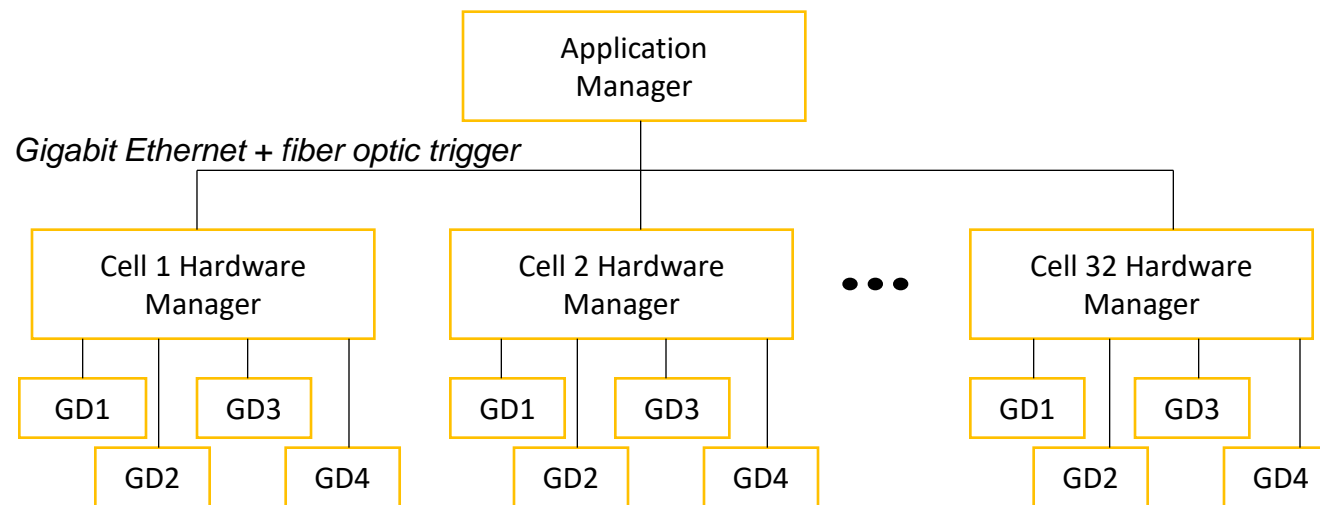 Application
Manager
Gigabit Ethernet + fiber optic trigger
Cell 1 Hardware
Manager
Cell 2 Hardware
Manager
Cell 32 Hardware
Manager
GD1
GD3
GD1
GD3
GD1
GD3
GD2
GD4
GD2
GD4
GD2
GD4